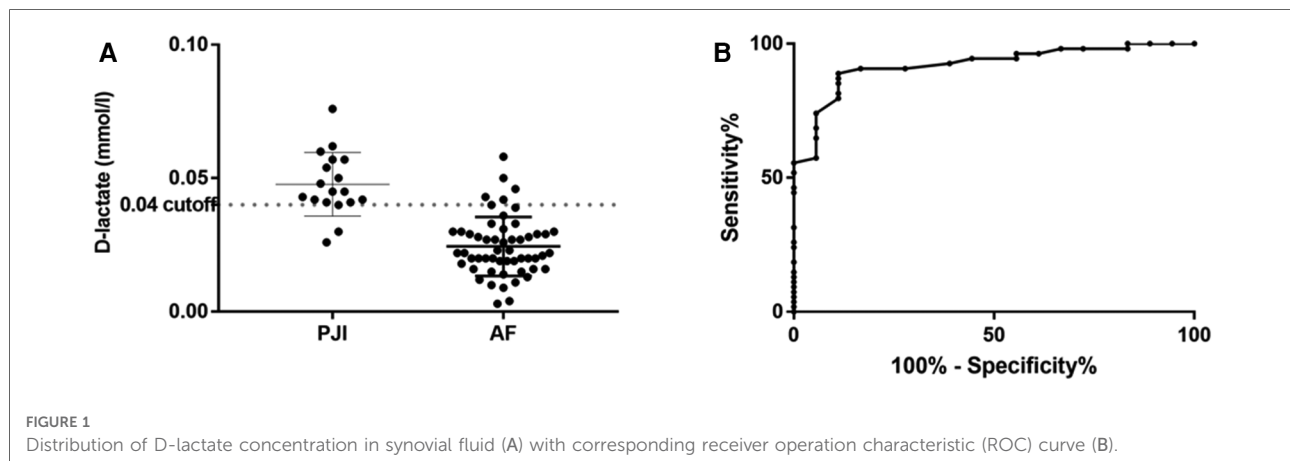 A
B
0.10
0.05
0.00
D-lactate (mmol/l)
0.04 cutoff
PJI
AF
100
50
0
Sensitivity%
0
50
100
100% - Specificity%
FIGURE 1
Distribution of D-lactate concentration in synovial fluid (A) with corresponding receiver operation characteristic (ROC) curve (B).